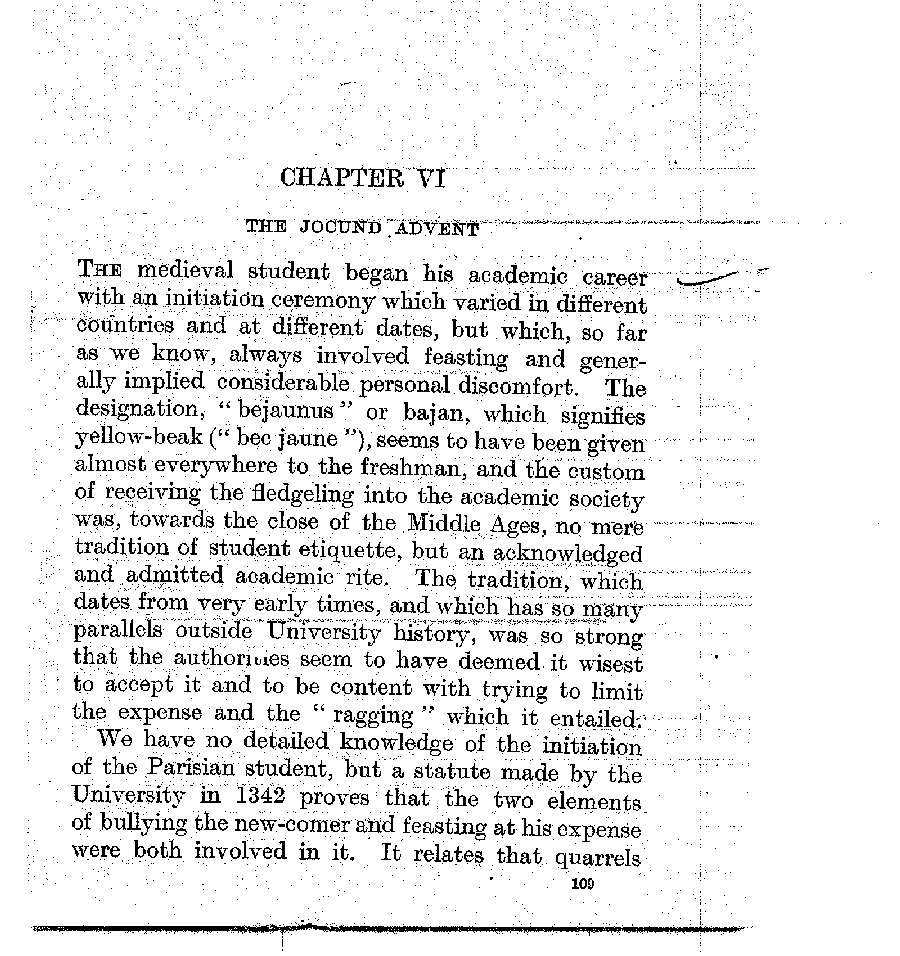 CHAPTER VI
THE JOCUND ADVENT
THE medieval student began his academic career
with an initiation ceremony which varied in different
countries and at different dates, but which, so far
as we know, always involved feasting and gener-
ally implied considerable personal discomfort. The
designation, “ bejaunus ” or bajan, which signifies
yellow-beak (“ bec jaune ”), seems to have been given
almost everywhere to the freshman, and the custom
of receiving the fledgeling into the academic society
was, towards the close of the Middle Ages, no mere
tradition of student etiquette, but an acknowledged
and admitted academic rite. The tradition, which
dates from very early times, and which has so many
parallels outside University history, was so strong
that the authorities seem to have deemed it wisest
to accept it and to be content with trying to limit
the expense and the “ ragging ” which it entailed.
We have no detailed knowledge of the initiation
of the Parisian student, but a statute made by the
University in 1342 proves that the two elements
of bullying the new-comer and feasting at his expense
were both involved in it. It relates that quarrels
109